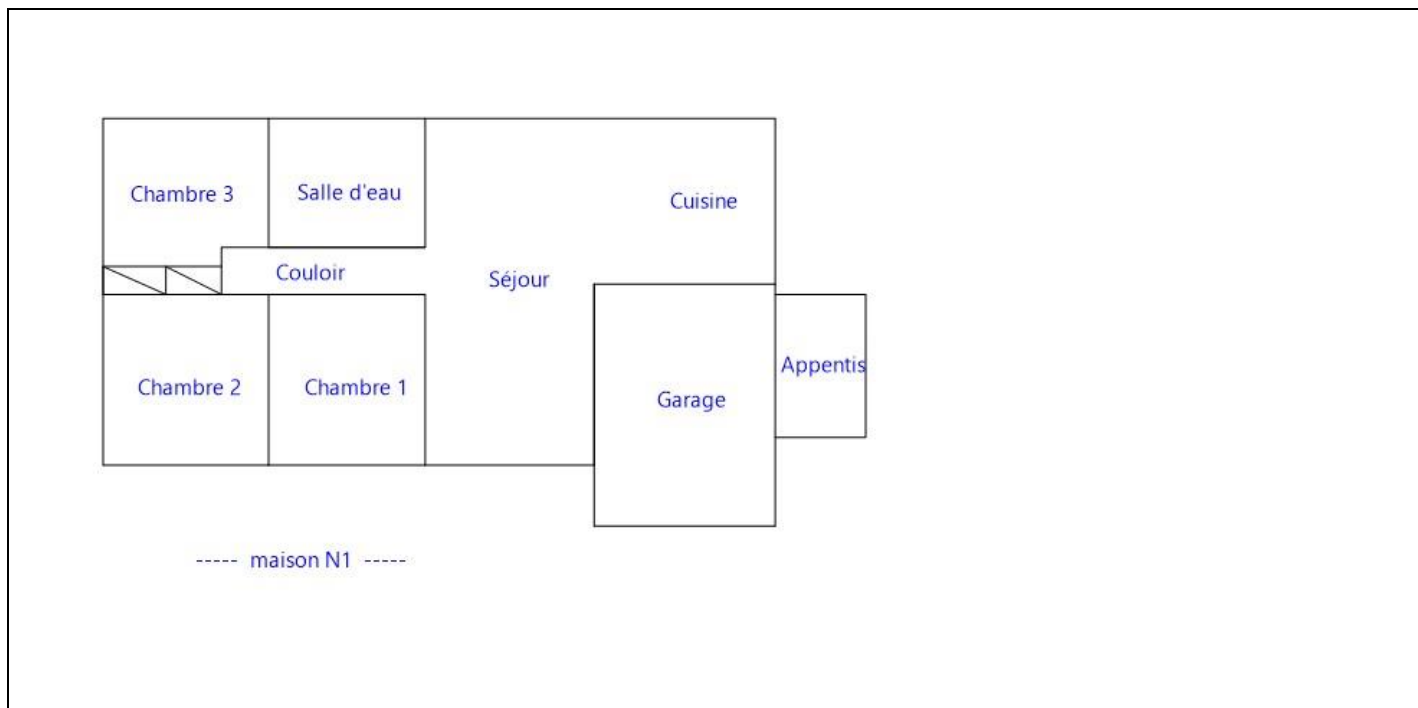 Chambre 3
Salle d'eau
Cuisine
Couloir
Séjour
Appentis
Chambre 2
Chambre 1
Garage
----- maison N1 -----